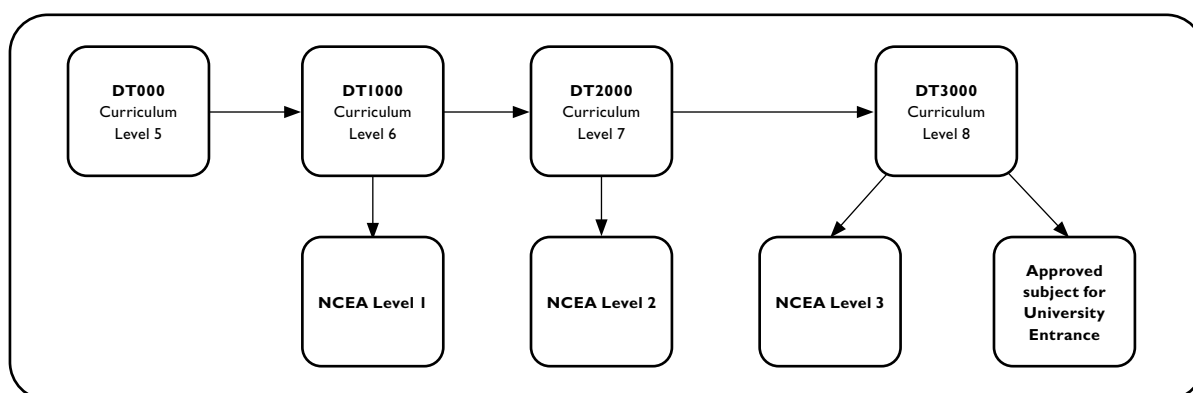 DT000
Curriculum
Level 5
DT1000
Curriculum
Level 6
DT2000
Curriculum
Level 7
DT3000
Curriculum
Level 8
NCEA Level 1
NCEA Level 2
NCEA Level 3
Approved
subject for
University
Entrance